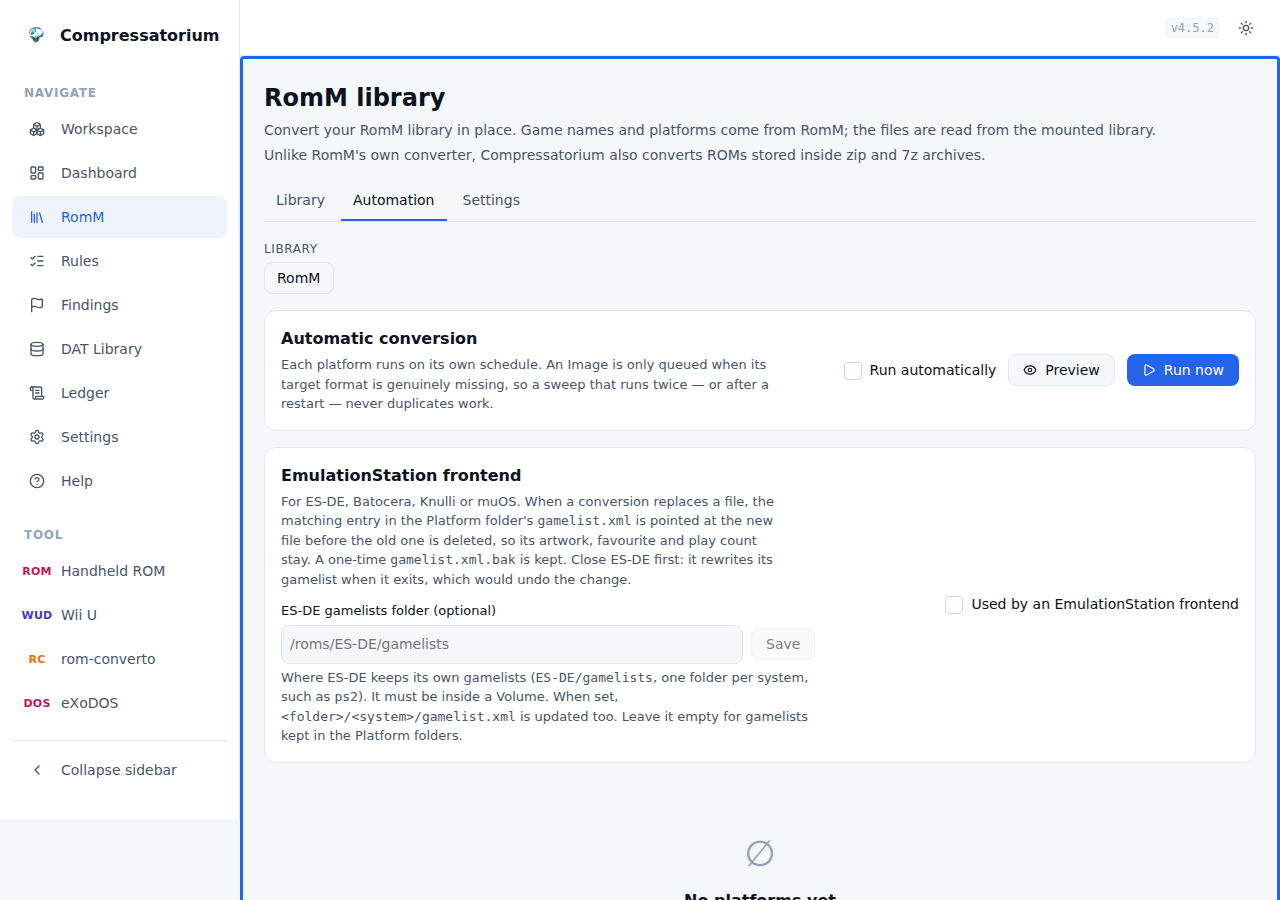 Compressatorium
v4.5.2
NAVIGATE
Workspace
Dashboard
RomM
Rules
Findings
DAT Library
Ledger
Settings
Help
TOOL
ROM Handheld ROM
WUD Wii U
RC rom-converto
DOS eXoDOS
Collapse sidebar
RomM library
Convert your RomM library in place. Game names and platforms come from RomM; the files are read from the mounted library.
Unlike RomM's own converter, Compressatorium also converts ROMs stored inside zip and 7z archives.
Library Automation Settings
LIBRARY
RomM
Automatic conversion
Each platform runs on its own schedule. An Image is only queued when its
target format is genuinely missing, so a sweep that runs twice — or after a
restart — never duplicates work.
Run automatically Preview Run now
EmulationStation frontend
For ES-DE, Batocera, Knulli or muOS. When a conversion replaces a file, the
matching entry in the Platform folder's gamelist.xml is pointed at the new
file before the old one is deleted, so its artwork, favourite and play count
stay. A one-time gamelist.xml.bak is kept. Close ES-DE first: it rewrites its
gamelist when it exits, which would undo the change.
ES-DE gamelists folder (optional)
/roms/ES-DE/gamelists Save
Where ES-DE keeps its own gamelists (ES-DE/gamelists, one folder per system,
such as ps2). It must be inside a Volume. When set,
<folder>/<system>/gamelist.xml is updated too. Leave it empty for gamelists
kept in the Platform folders.
Used by an EmulationStation frontend
No platforms yet